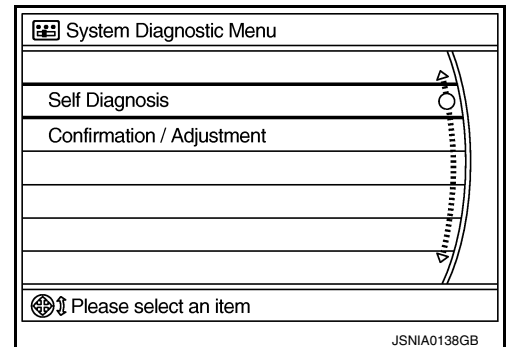 System Diagnostic Menu
Self Diagnosis
Confirmation / Adjustment
Please select an item
JSNIA0138GB